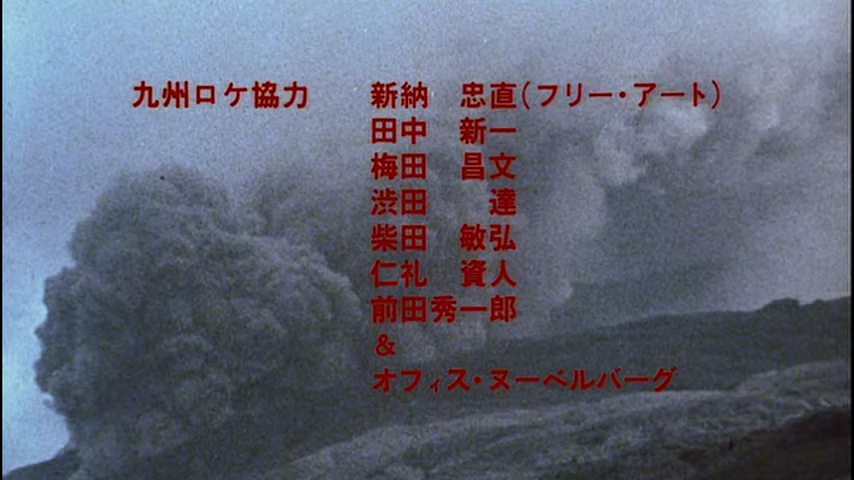 九州ロケ協力　新納　忠直(フリー・アート)
田中　新一
梅田　昌文
渋田　達
柴田　敏弘
仁礼　資人
前田秀一郎
&
オフィス・ヌーベルバーグ